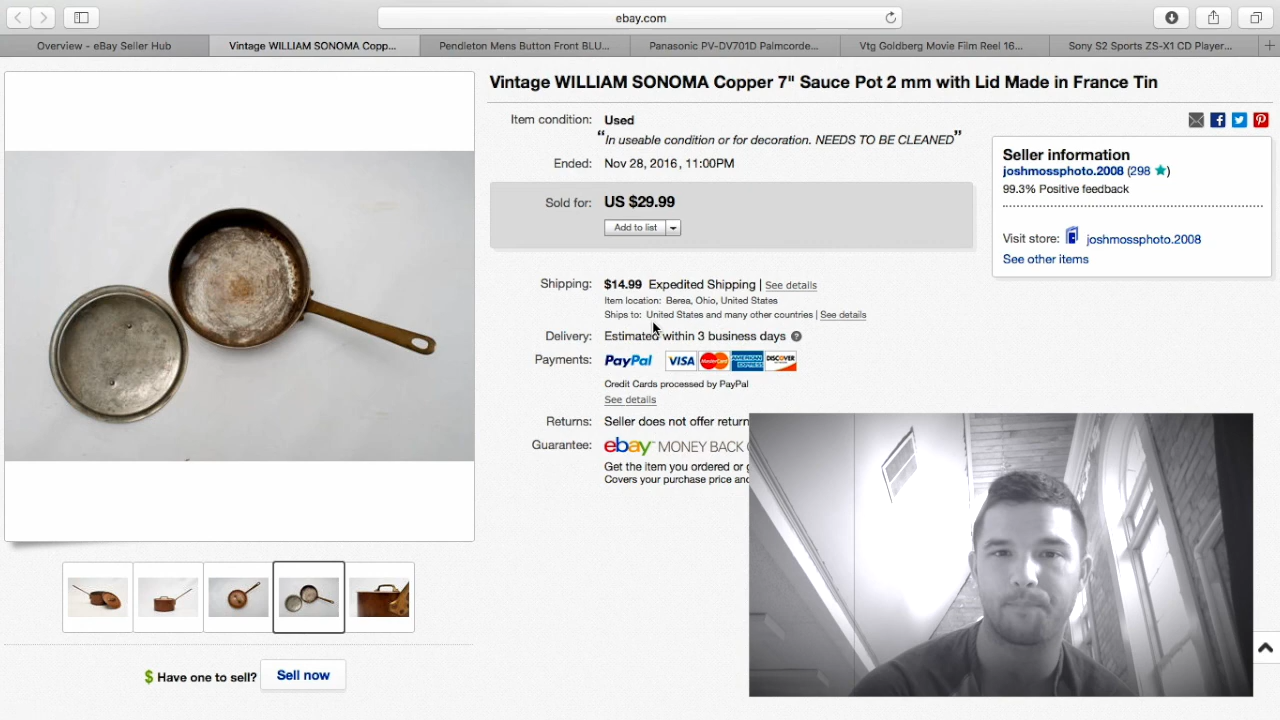 ebay.com
Overview - eBay Seller Hub
Vintage WILLIAM SONOMA Copp...
Pendleton Mens Button Front BLU...
Panasonic PV-DV701D Palmcorde...
Vtg Goldberg Movie Film Reel 16...
Sony S2 Sports ZS-X1 CD Player...
Vintage WILLIAM SONOMA Copper 7" Sauce Pot 2 mm with Lid Made in France Tin
Item condition: Used
“In useable condition or for decoration. NEEDS TO BE CLEANED”
Ended: Nov 28, 2016, 11:00PM
Sold for: US $29.99
Add to list
Shipping: $14.99 Expedited Shipping | See details
Item location: Berea, Ohio, United States
Ships to: United States and many other countries | See details
Delivery: Estimated within 3 business days
Payments: PayPal VISA MasterCard AMERICAN EXPRESS DISCOVER
Credit Cards processed by PayPal
See details
Returns: Seller does not offer return
Guarantee: ebay MONEY BACK
Get the item you ordered or
Covers your purchase price and
Seller information
joshmossphoto.2008 (298)
99.3% Positive feedback
Visit store: joshmossphoto.2008
See other items
$ Have one to sell? Sell now